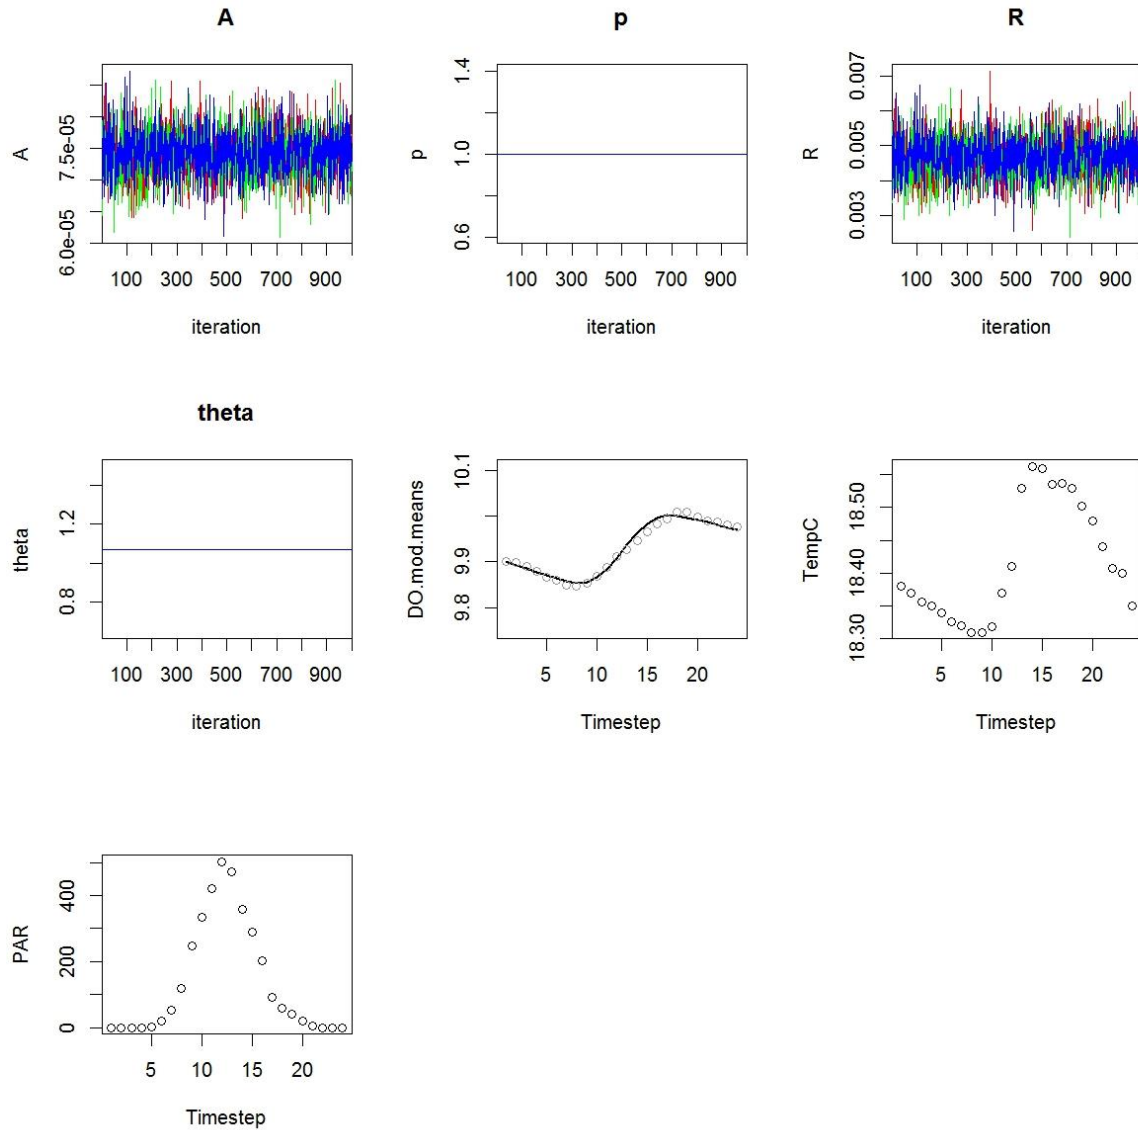 A
p
R
A
7.5e-05
6.0e-05
100 300 500 700 900
iteration
p
1.4
1.0
0.6
100 300 500 700 900
iteration
R
0.007
0.005
0.003
100 300 500 700 900
iteration
theta
theta
1.2
0.8
100 300 500 700 900
iteration
DO.mod.means
10.1
9.9
9.8
5 10 15 20
Timestep
TempC
18.50
18.40
18.30
5 10 15 20
Timestep
PAR
400
200
0
5 10 15 20
Timestep